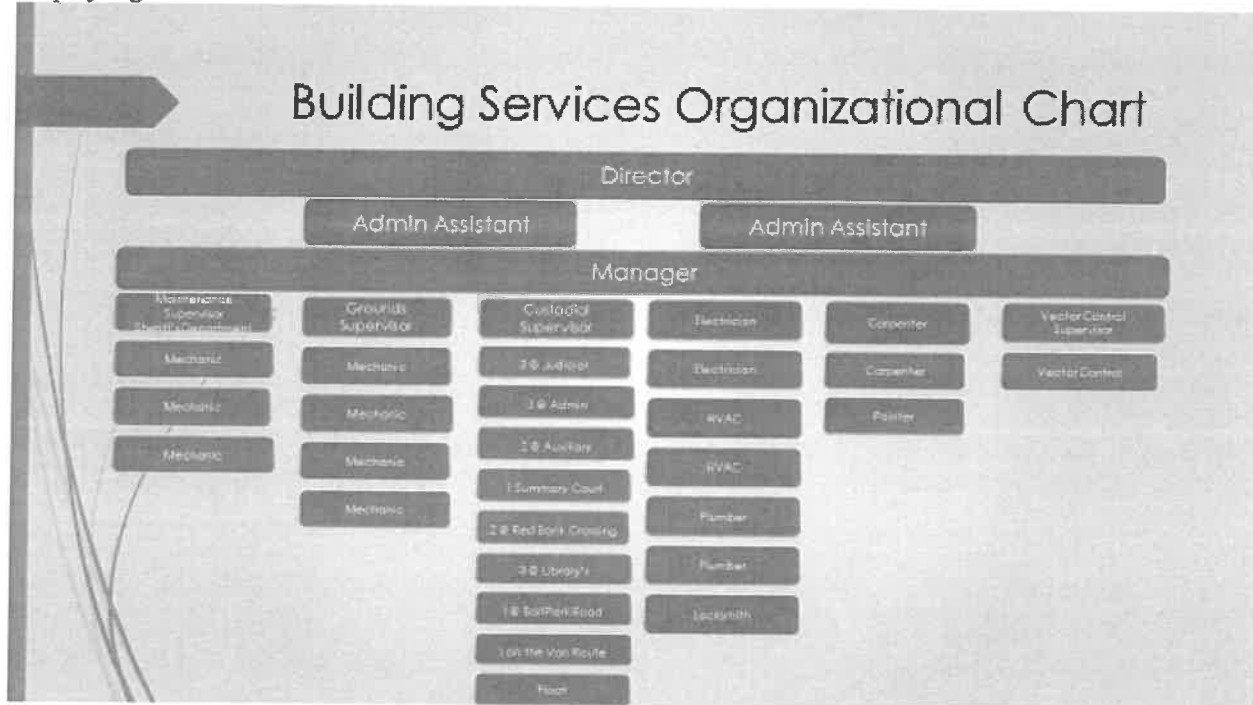 Building Services Organizational Chart
Director
Admin Assistant
Admin Assistant
Manager
Maintenance
Supervisor
Grounds
Supervisor
Custodial
Supervisor
Electrician
Carpenter
Vector Control
Supervisor
Mechanic
Mechanic
3 @ Judicial
Electrician
Carpenter
Vector Control
Mechanic
Mechanic
3 @ Admin
HVAC
Painter
Mechanic
Mechanic
2 @ Auxiliary
HVAC
Mechanic
1 Summary Court
Plumber
2 @ Red Bank Crossing
Plumber
3 @ Library's
Locksmith
1 @ Ball Park Road
1 on the Van Route
Float